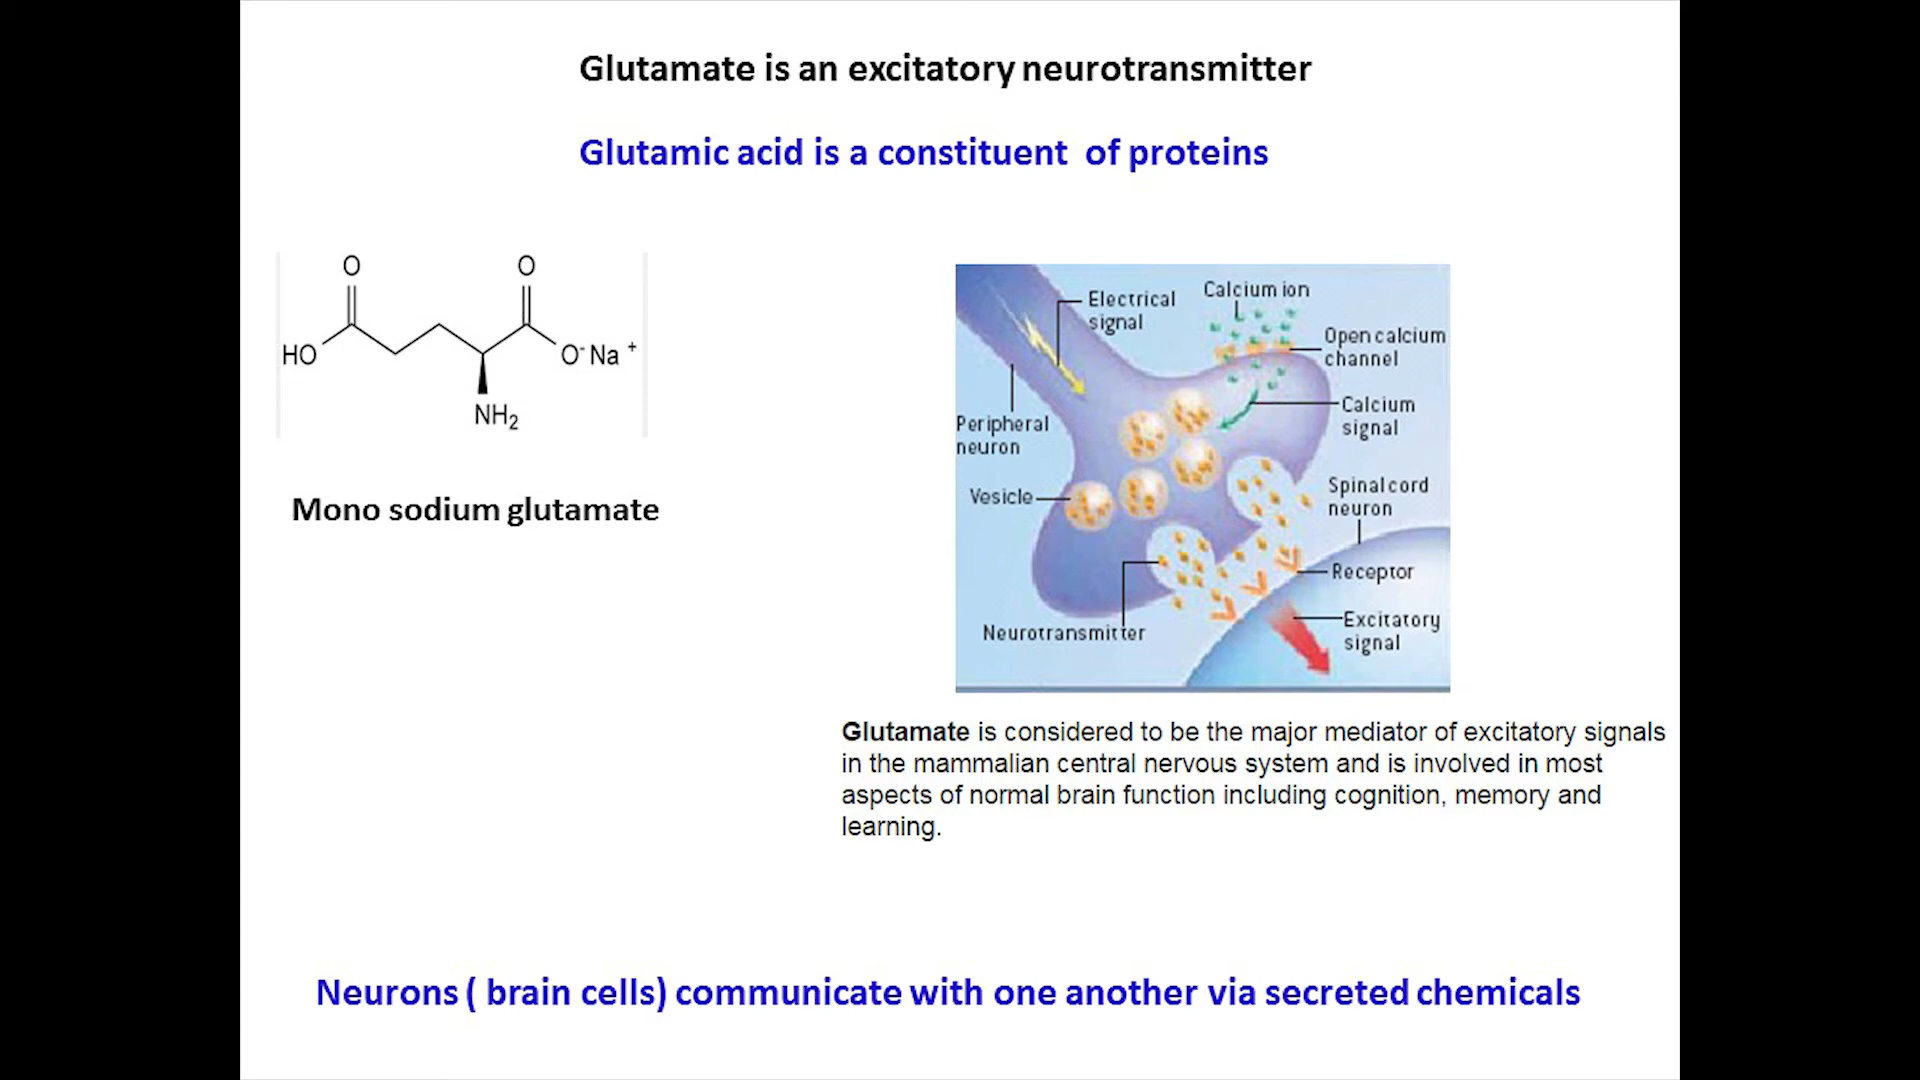 Glutamate is an excitatory neurotransmitter
Glutamic acid is a constituent of proteins
O
O
HO
O⁻ Na ⁺
NH₂
Mono sodium glutamate
Electrical
signal
Calcium ion
Open calcium
channel
Calcium
signal
Peripheral
neuron
Vesicle
Spinal cord
neuron
Receptor
Excitatory
signal
Neurotransmitter
Glutamate is considered to be the major mediator of excitatory signals
in the mammalian central nervous system and is involved in most
aspects of normal brain function including cognition, memory and
learning.
Neurons ( brain cells) communicate with one another via secreted chemicals